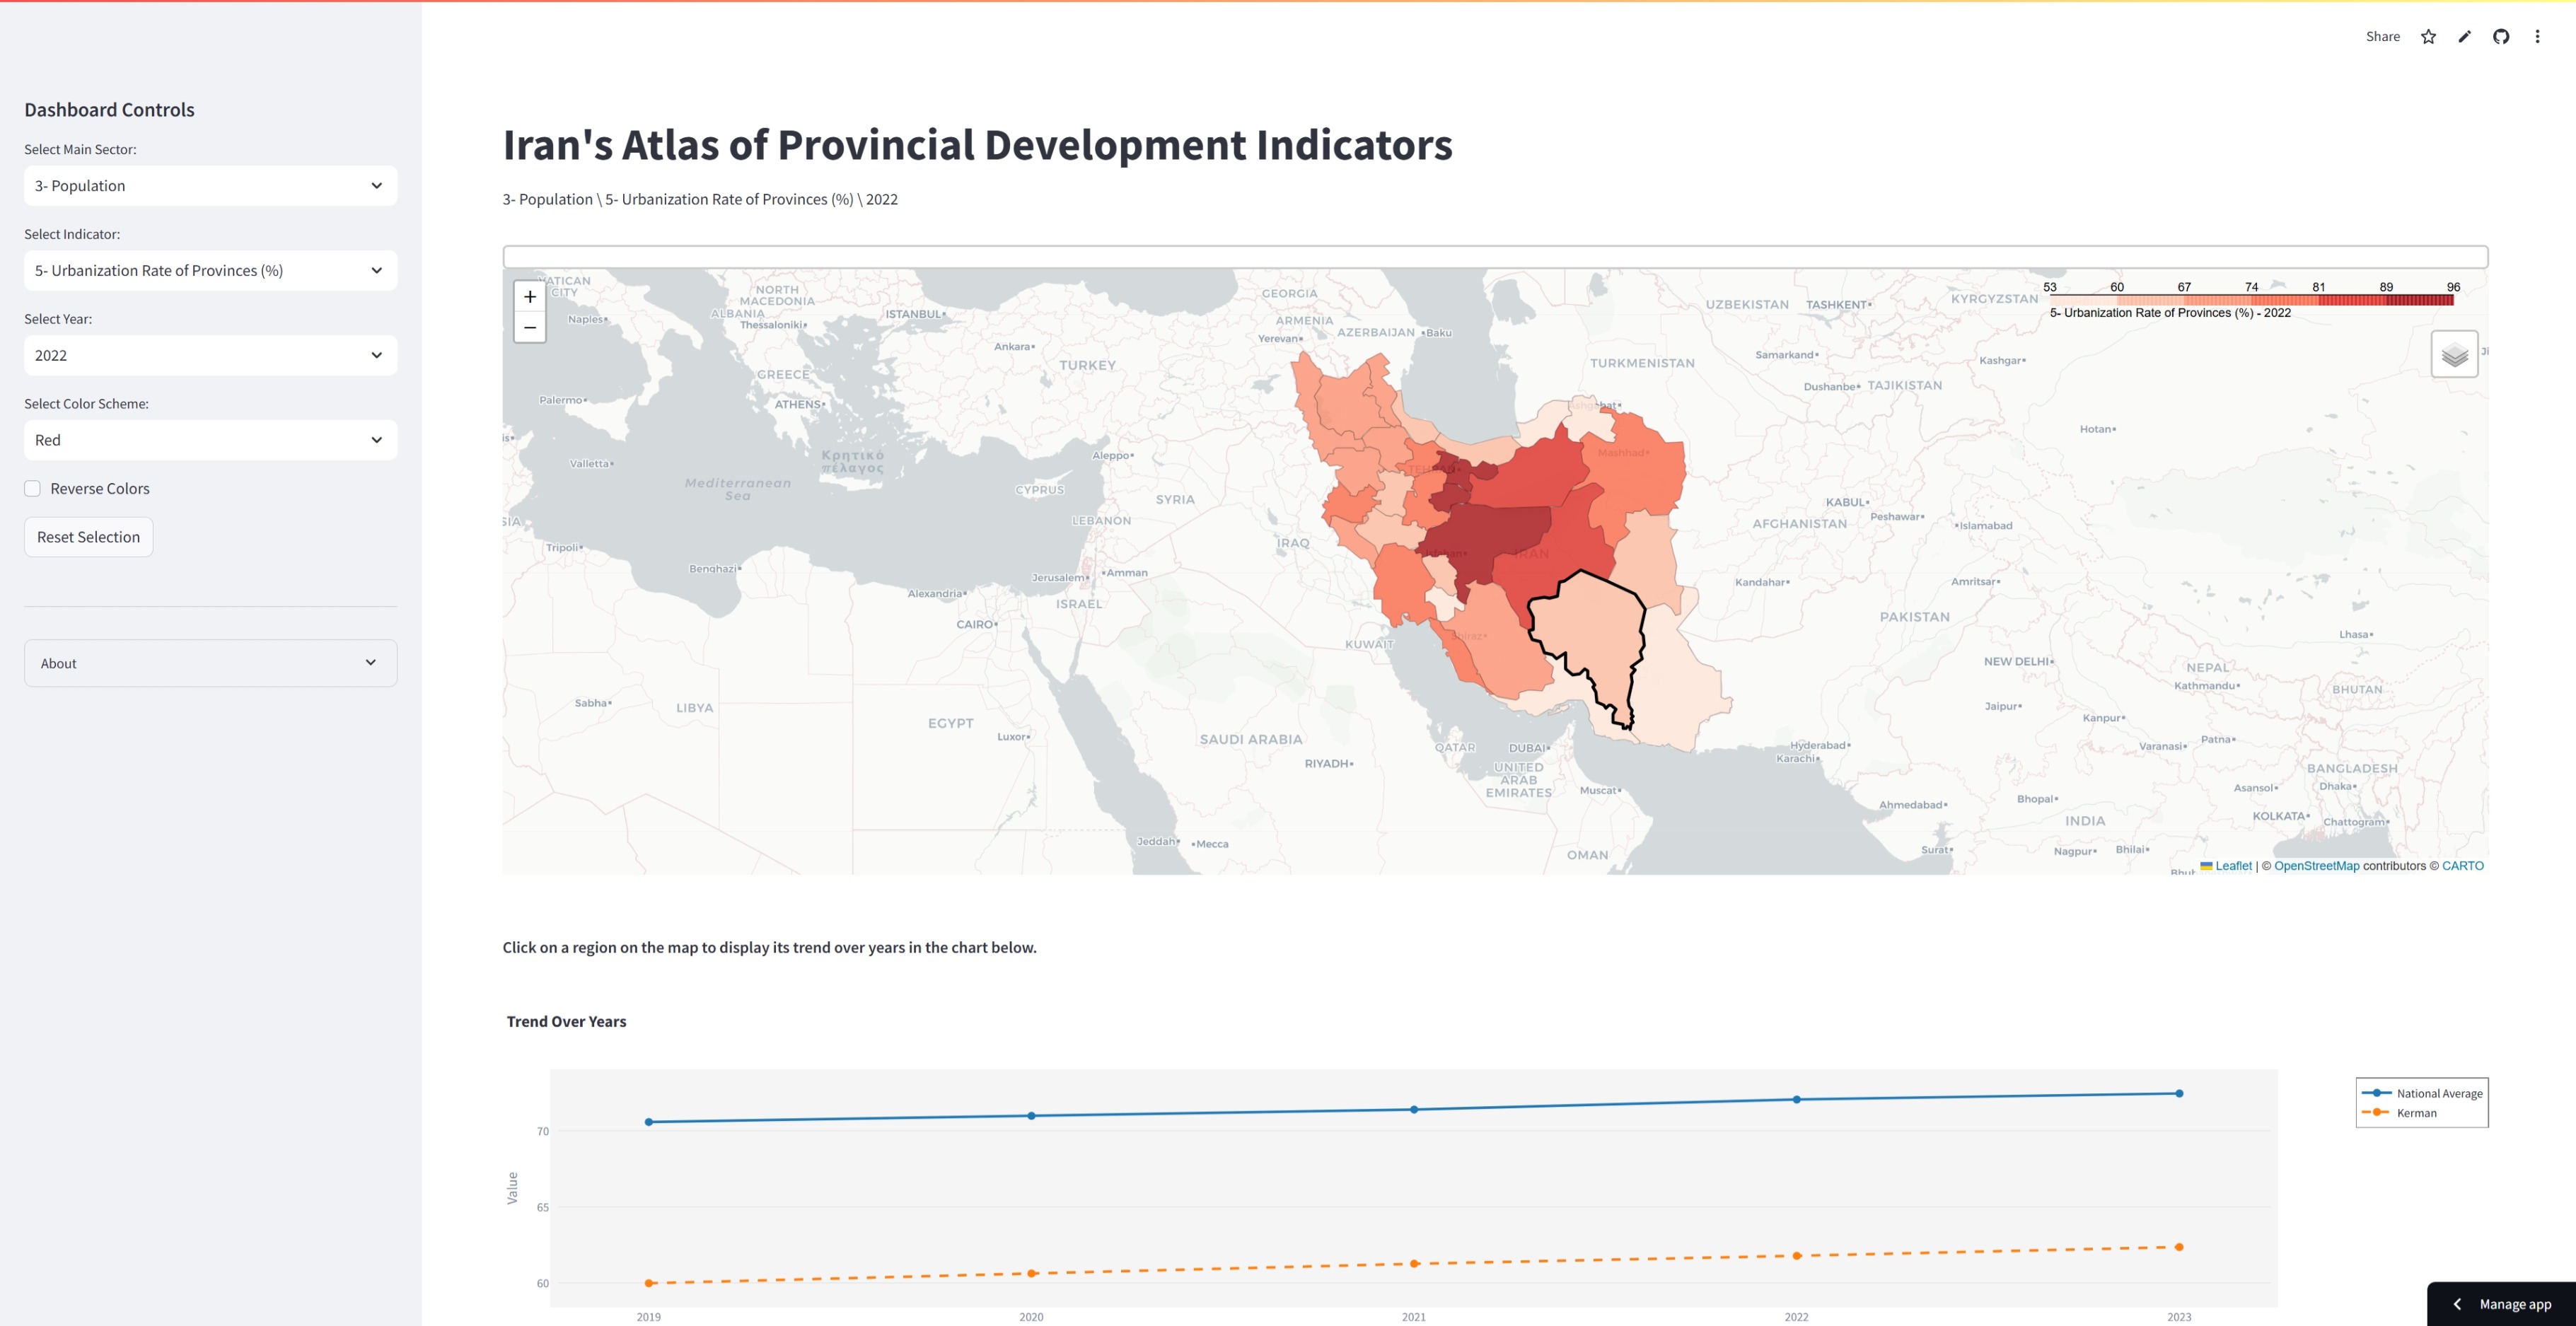 Share
Dashboard Controls
Select Main Sector:
3- Population
Select Indicator:
5- Urbanization Rate of Provinces (%)
Select Year:
2022
Select Color Scheme:
Red
Reverse Colors
Reset Selection
About
Iran's Atlas of Provincial Development Indicators
3- Population \ 5- Urbanization Rate of Provinces (%) \ 2022
+
−
53 60 67 74 81 89 96
5- Urbanization Rate of Provinces (%) - 2022
VATICAN CITY
Naples
NORTH MACEDONIA
ALBANIA
Thessaloniki
ISTANBUL
GEORGIA
ARMENIA
Yerevan
AZERBAIJAN
Baku
UZBEKISTAN
TASHKENT
KYRGYZSTAN
Ankara
TURKEY
TURKMENISTAN
Samarkand
Kashgar
GREECE
ATHENS
Palermo
Dushanbe
TAJIKISTAN
Hotan
Valletta
Κρητικό πέλαγος
Aleppo
Mashhad
Mediterranean Sea
CYPRUS
SYRIA
TEHRAN
KABUL
Peshawar
Islamabad
LEBANON
AFGHANISTAN
Tripoli
IRAQ
IRAN
Benghazi
Jerusalem
Amman
Kandahar
Amritsar
Alexandria
ISRAEL
CAIRO
PAKISTAN
KUWAIT
Shiraz
Lhasa
NEW DELHI
NEPAL
Kathmandu
BHUTAN
Sabha
LIBYA
EGYPT
Luxor
Jaipur
Kanpur
SAUDI ARABIA
RIYADH
QATAR
DUBAI
Hyderabad
Karachi
Varanasi
Patna
UNITED ARAB EMIRATES
Muscat
BANGLADESH
Dhaka
Asansol
Ahmedabad
Bhopal
INDIA
KOLKATA
Chattogram
Jeddah
Mecca
OMAN
Surat
Nagpur
Bhilai
Leaflet | © OpenStreetMap contributors © CARTO
Click on a region on the map to display its trend over years in the chart below.
Trend Over Years
National Average
Kerman
Value
70
65
60
2019 2020 2021 2022 2023
Manage app